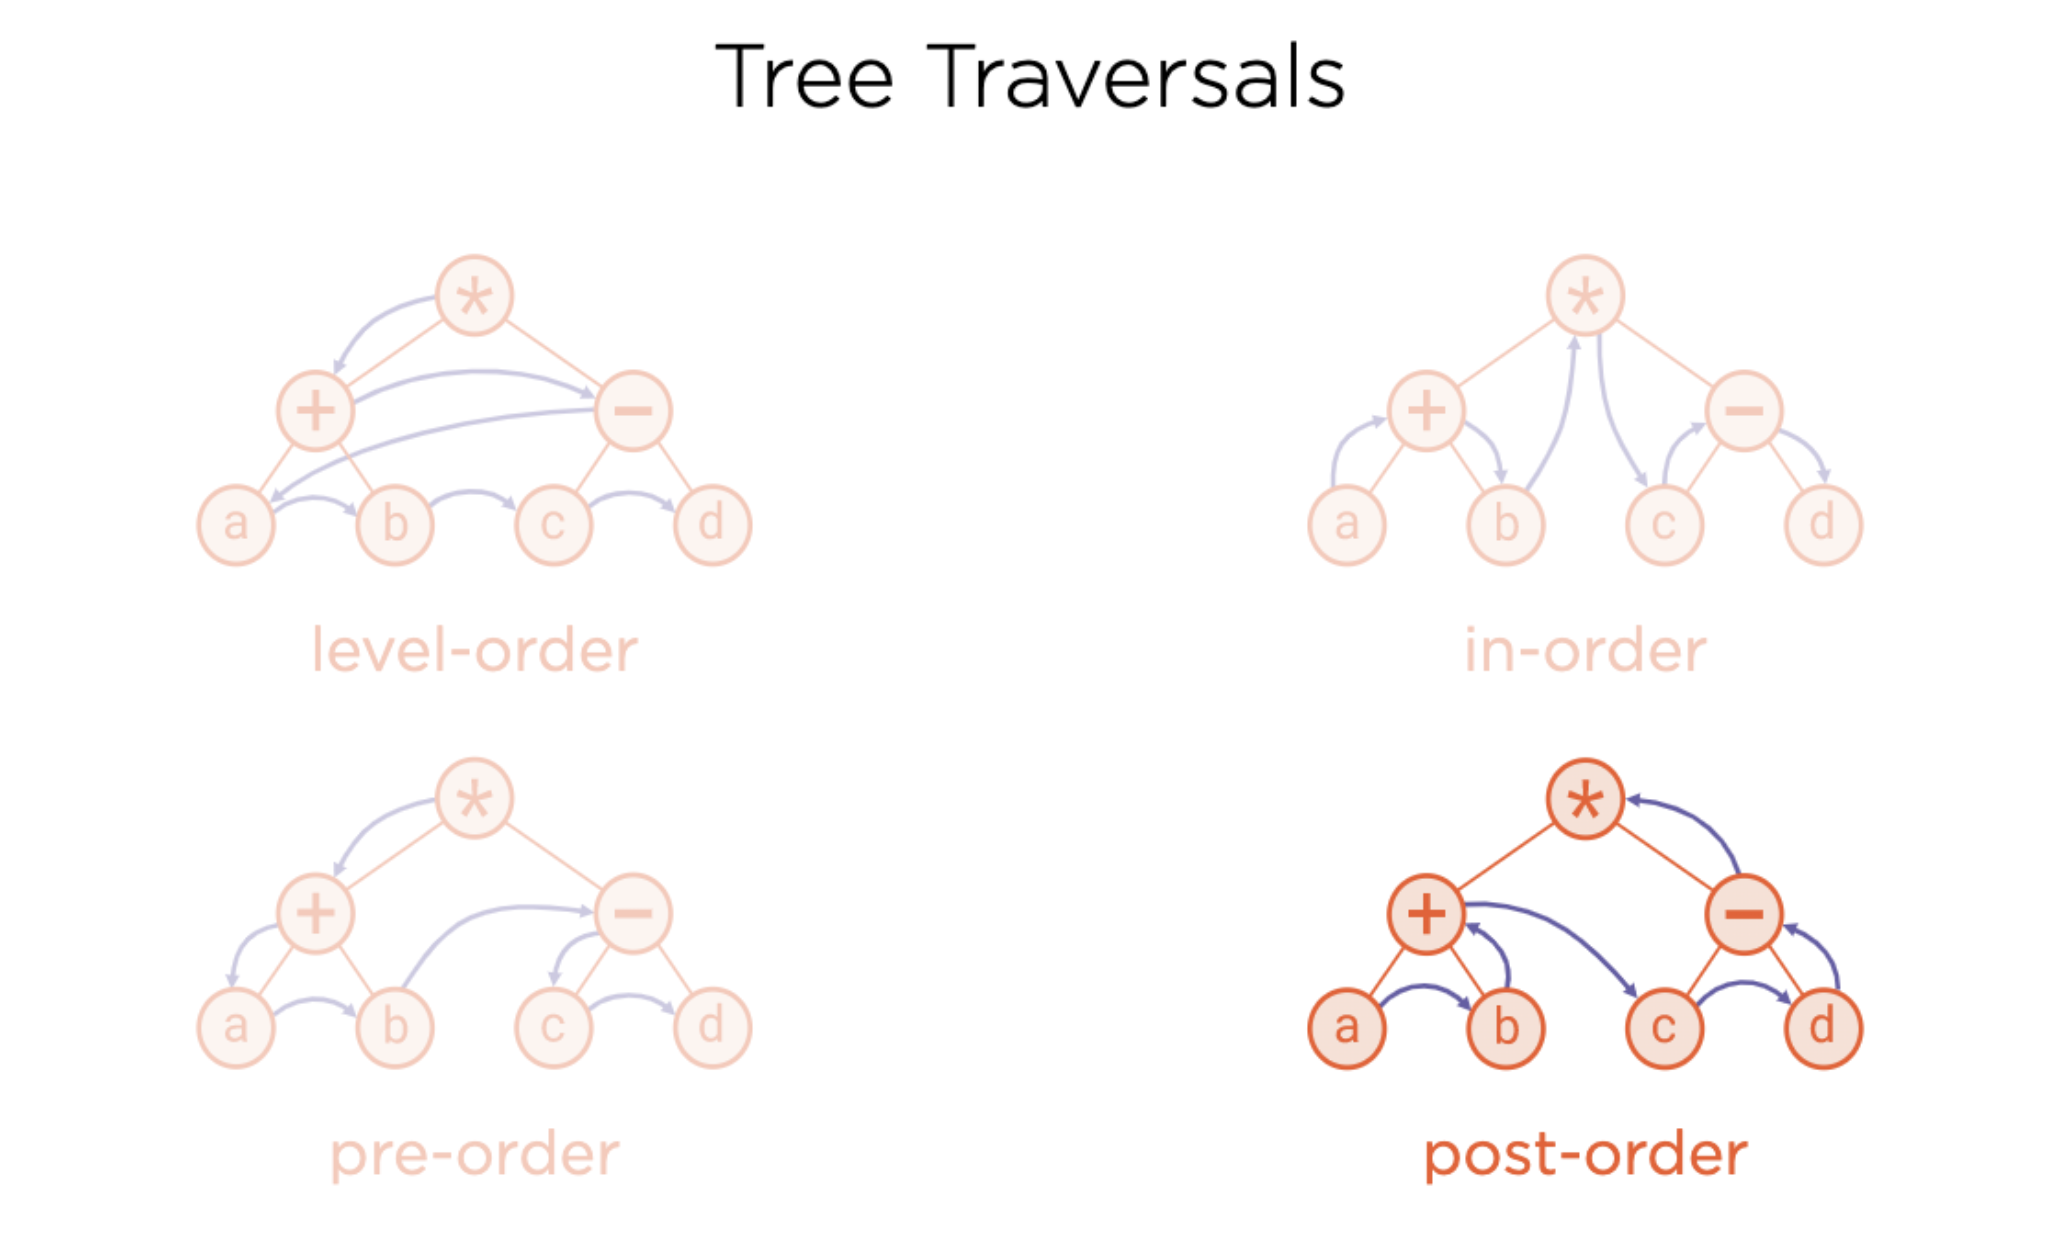 Tree Traversals
*
+ −
a b c d
level-order
*
+ −
a b c d
in-order
*
+ −
a b c d
pre-order
*
+ −
a b c d
post-order